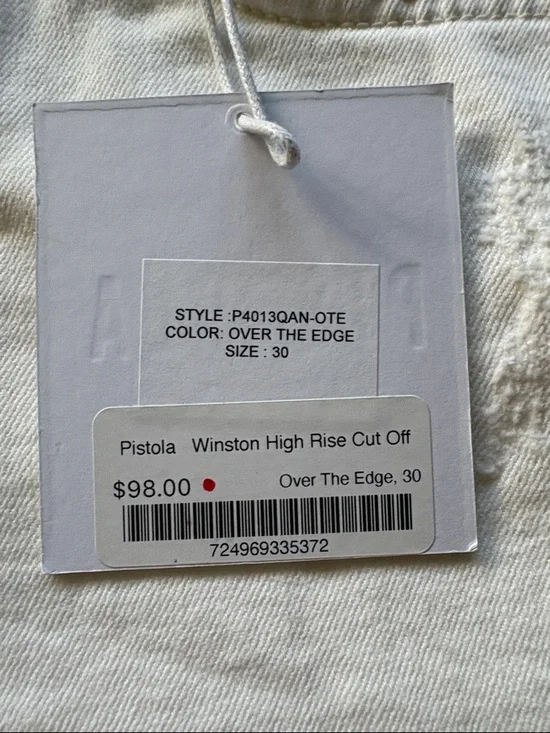 STYLE :P4013QAN-OTE
COLOR: OVER THE EDGE
SIZE : 30
Pistola Winston High Rise Cut Off
$98.00 Over The Edge, 30
724969335372